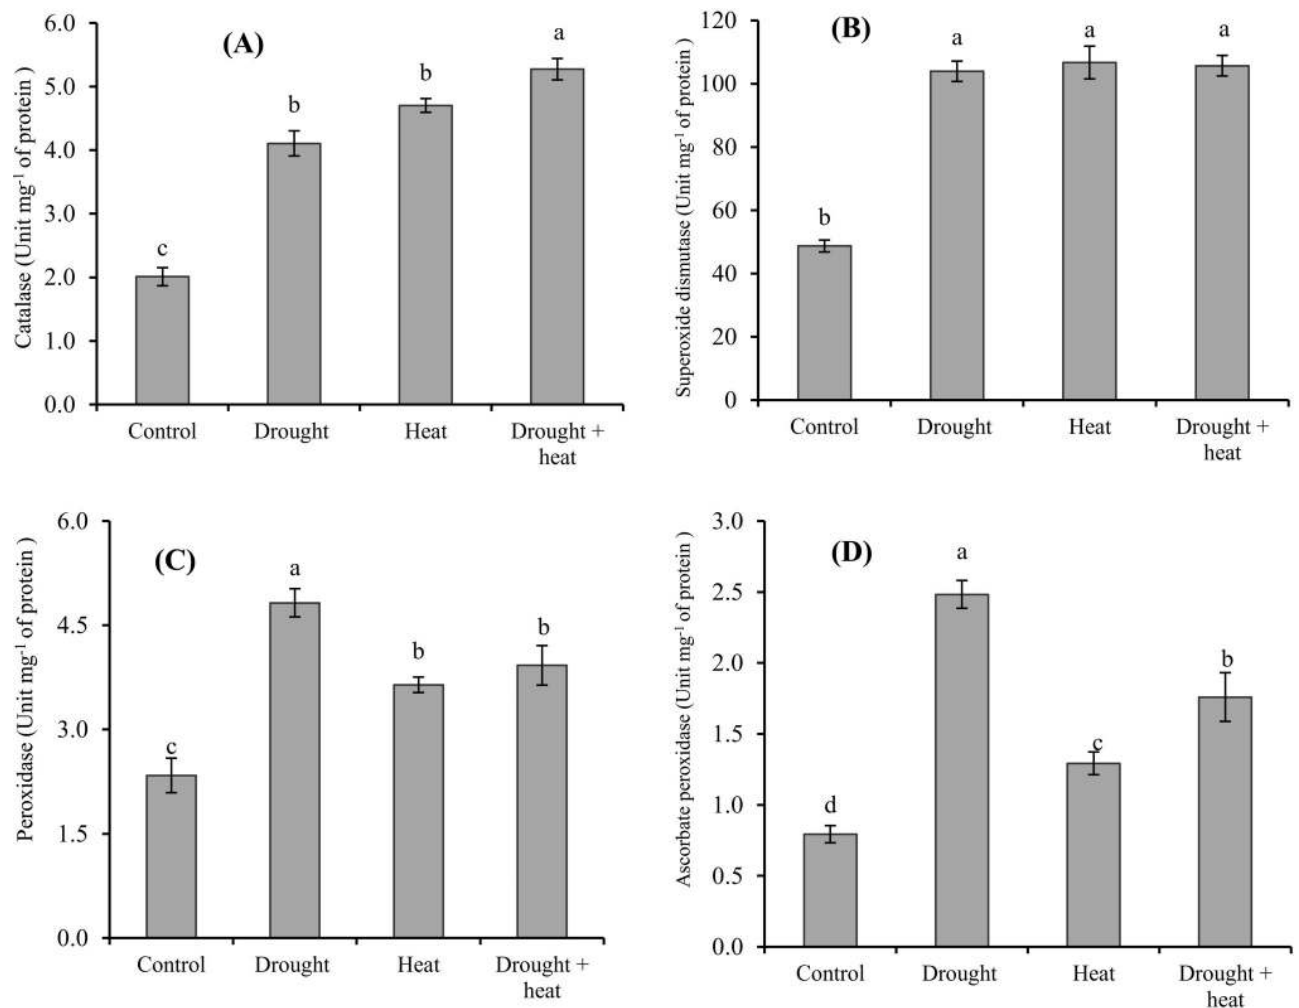 (A)
Catalase (Unit mg-1 of protein )
6.0
5.0
4.0
3.0
2.0
1.0
0.0
c
b
b
a
Control
Drought
Heat
Drought +
heat
(B)
Superoxide dismutase (Unit mg-1 of protein )
120
100
80
60
40
20
0
b
a
a
a
Control
Drought
Heat
Drought +
heat
(C)
Peroxidase (Unit mg-1 of protein )
6.0
4.5
3.0
1.5
0.0
c
a
b
b
Control
Drought
Heat
Drought +
heat
(D)
Ascorbate peroxidase (Unit mg-1 of protein )
3.0
2.5
2.0
1.5
1.0
0.5
0.0
d
a
c
b
Control
Drought
Heat
Drought +
heat